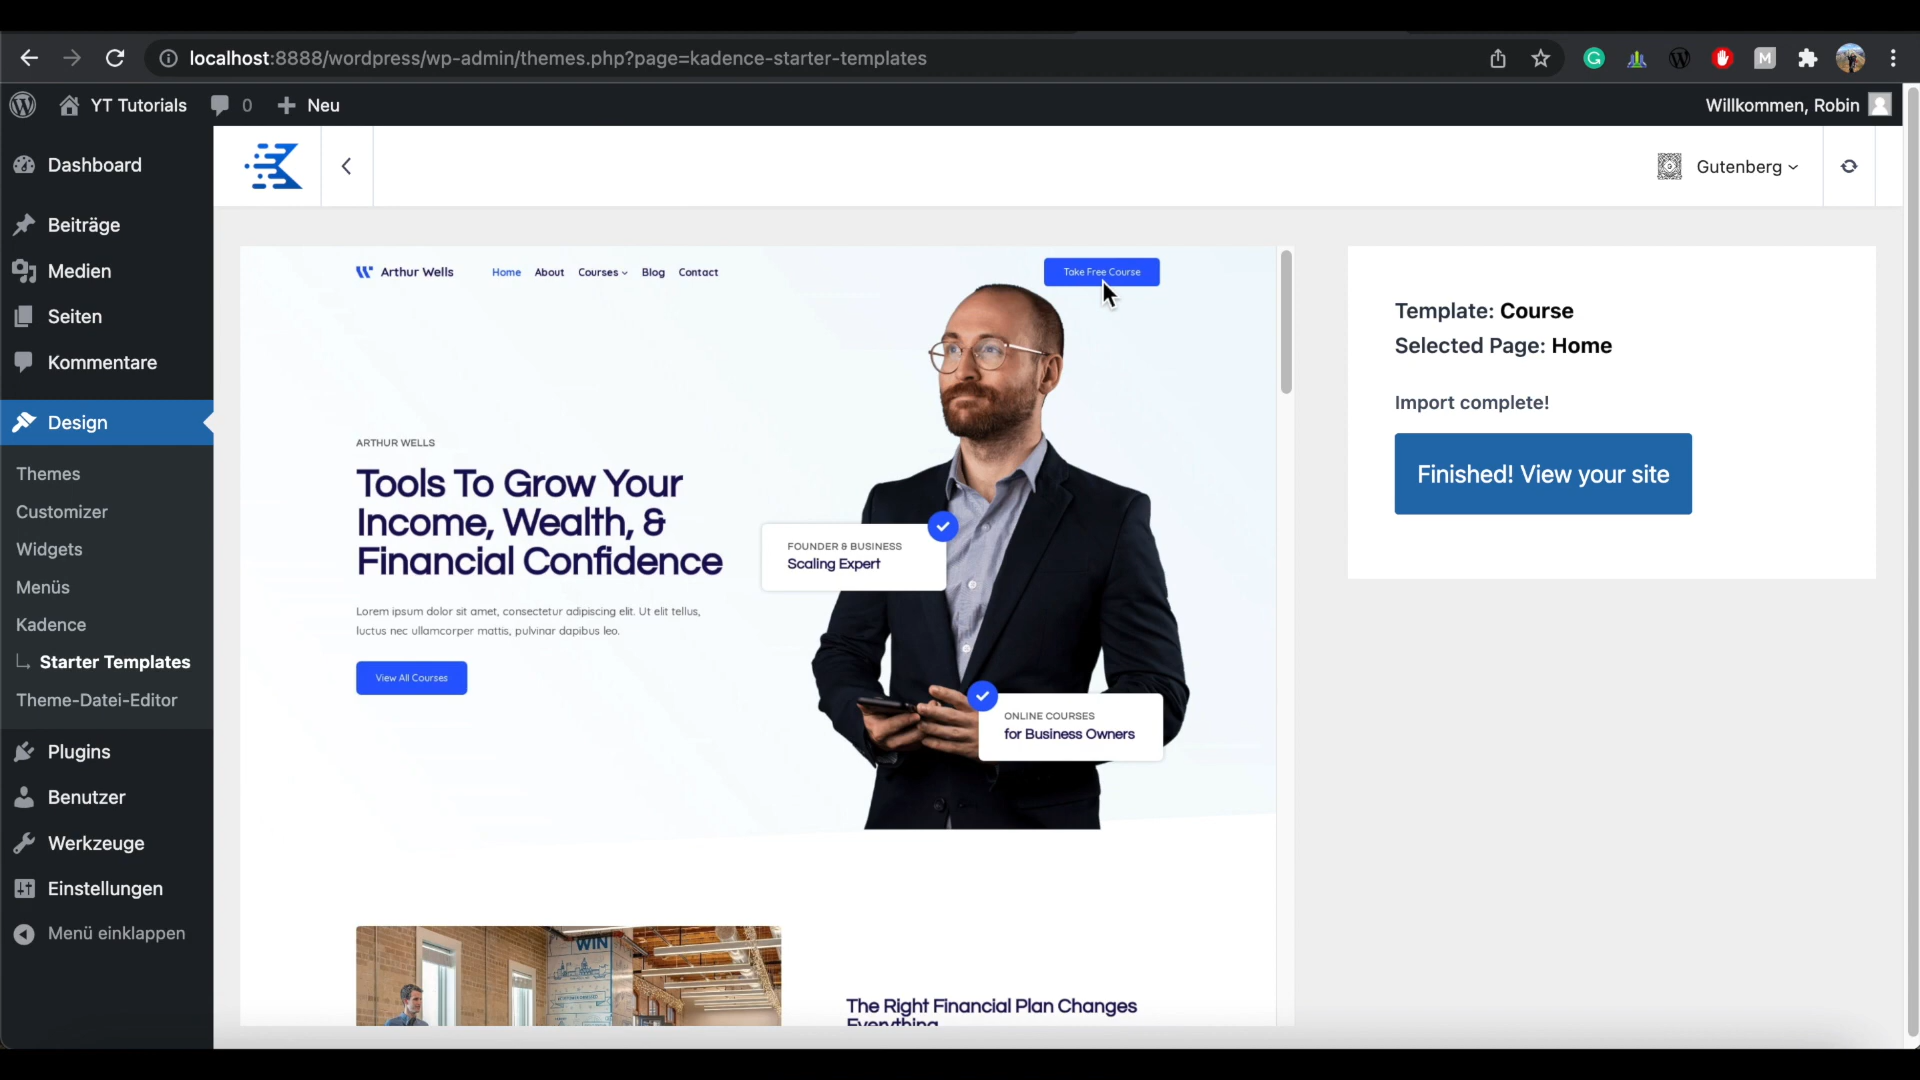 localhost:8888/wordpress/wp-admin/themes.php?page=kadence-starter-templates
G
M
YT Tutorials
0
Neu
Willkommen, Robin
Dashboard
Beiträge
Medien
Seiten
Kommentare
Design
Themes
Customizer
Widgets
Menüs
Kadence
Starter Templates
Theme-Datei-Editor
Plugins
Benutzer
Werkzeuge
Einstellungen
Menü einklappen
Gutenberg
Arthur Wells
Home
About
Courses
Blog
Contact
Take Free Course
ARTHUR WELLS
Tools To Grow Your
Income, Wealth, &
Financial Confidence
Lorem ipsum dolor sit amet, consectetur adipiscing elit. Ut elit tellus,
luctus nec ullamcorper mattis, pulvinar dapibus leo.
View All Courses
FOUNDER & BUSINESS
Scaling Expert
ONLINE COURSES
for Business Owners
WIN
The Right Financial Plan Changes
Everything
Template: Course
Selected Page: Home
Import complete!
Finished! View your site